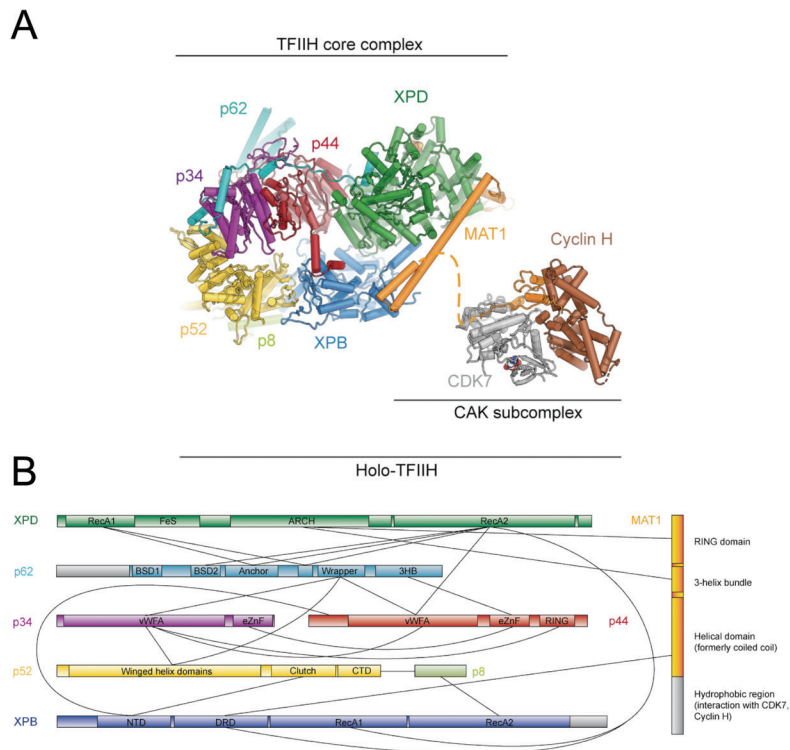 A
TFIIH core complex
XPD
p62
p44
p34
MAT1
Cyclin H
p52
p8
XPB
CDK7
CAK subcomplex
Holo-TFIIH
B
XPD RecA1 FeS ARCH RecA2 MAT1
RING domain
p62 BSD1 BSD2 Anchor Wrapper 3HB
3-helix bundle
p34 vWFA eZnF vWFA eZnF RING p44
Helical domain
(formerly coiled coil)
p52 Winged helix domains Clutch CTD p8
Hydrophobic region
(interaction with CDK7,
Cyclin H)
XPB NTD DRD RecA1 RecA2